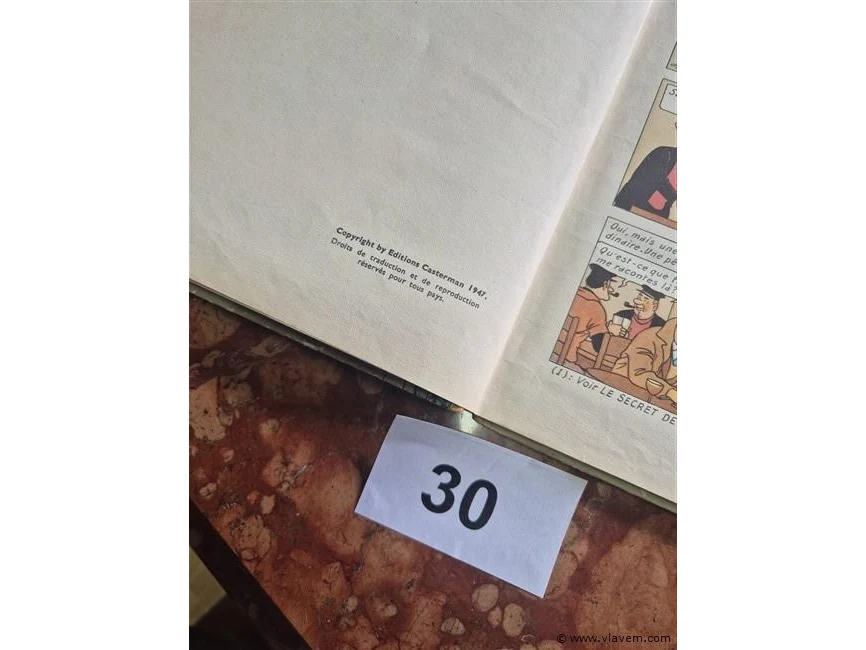 Copyright by Editions Casterman 1947.
Droits de traduction et de reproduction
réservés pour tous pays.
Oui, mais une
dinaire. Une pé
Qu'est-ce que t
me racontes là?
(1): Voir LE SECRET DE
30
© www.vlavem.com